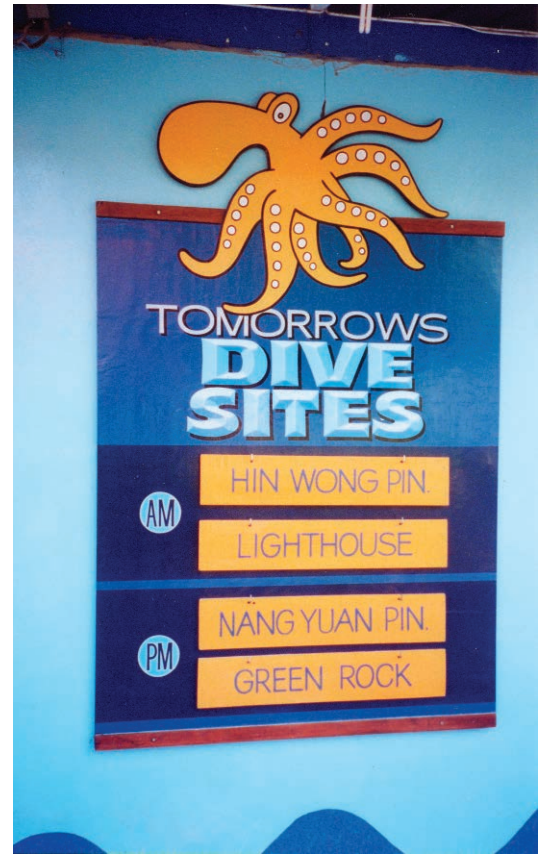 TOMORROWS
DIVE
SITES
AM
HIN WONG PIN.
LIGHTHOUSE
PM
NANG YUAN PIN.
GREEN ROCK